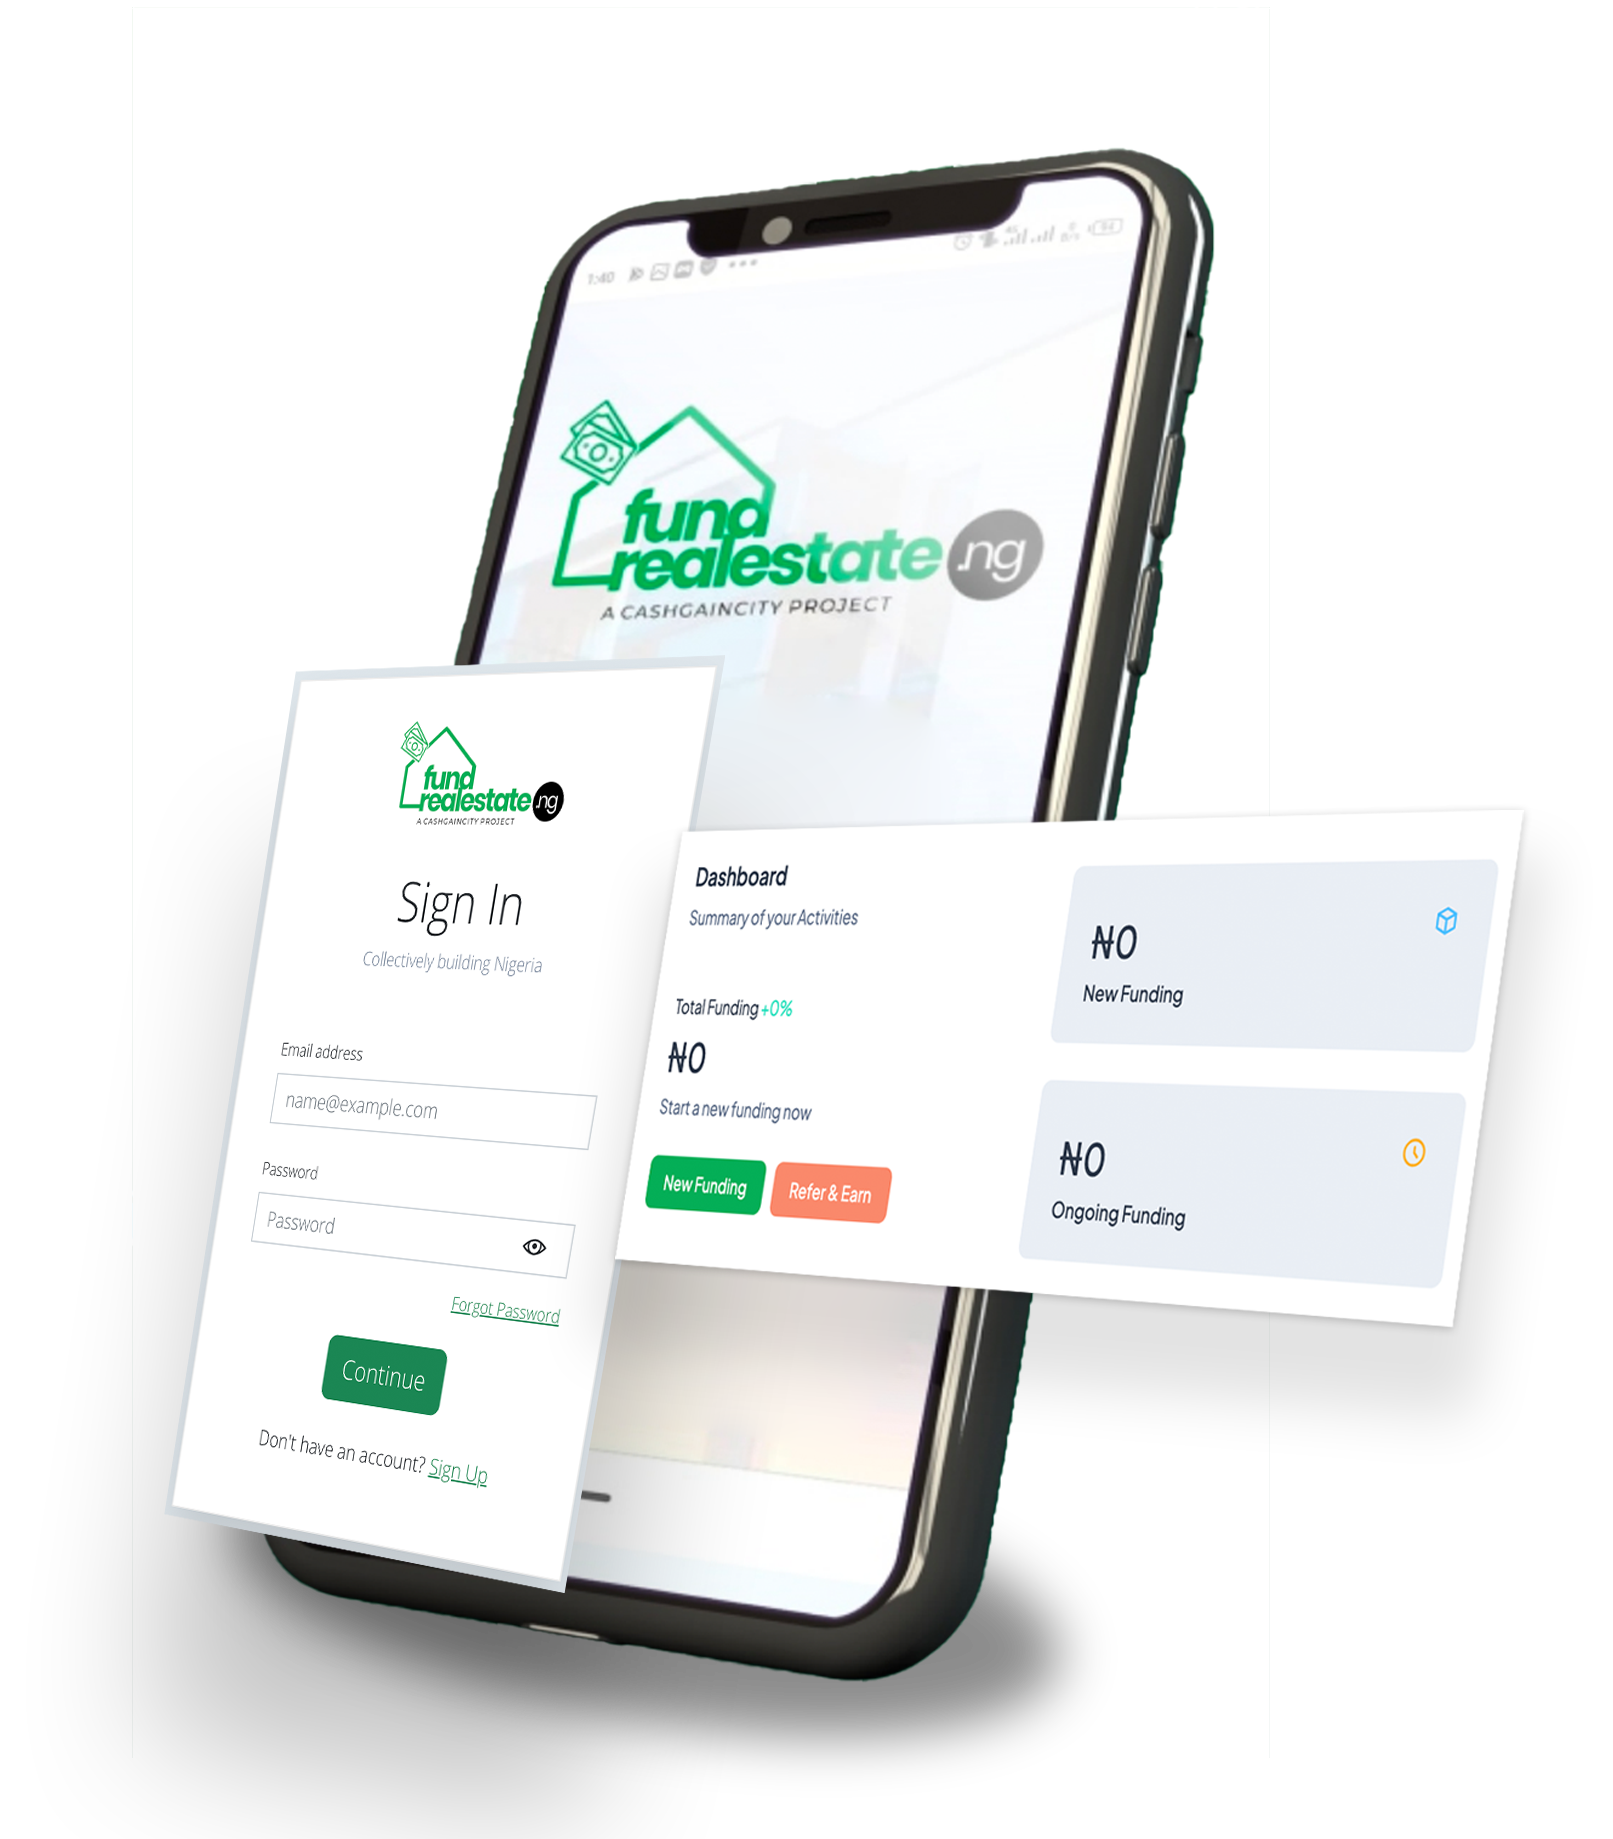 1:40
fund
realestate .ng
A CASHGAINCITY PROJECT
fund
realestate .ng
A CASHGAINCITY PROJECT
Sign In
Collectively building Nigeria
Email address
name@example.com
Password
Password
Forgot Password
Continue
Don't have an account? Sign Up
Dashboard
Summary of your Activities
Total Funding +0%
₦0
Start a new funding now
New Funding
Refer & Earn
₦0
New Funding
₦0
Ongoing Funding